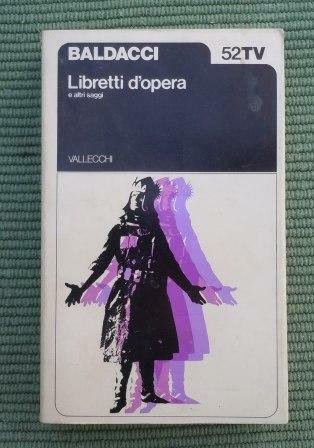 BALDACCI
52TV
Libretti d'opera
e altri saggi
VALLECCHI